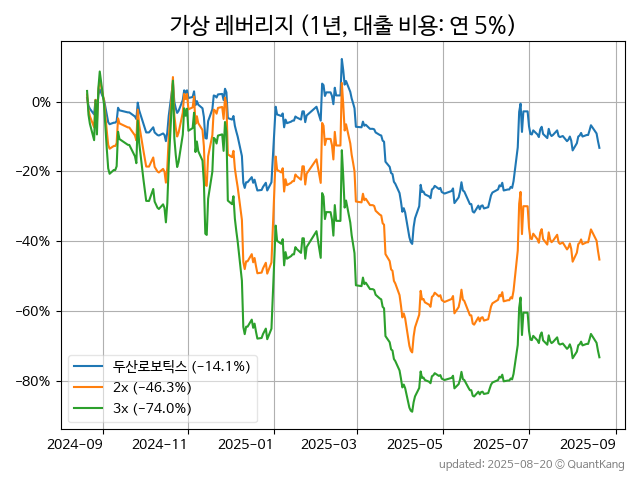 가상 레버리지 (1년, 대출 비용: 연 5%)
0%
−20%
−40%
−60%
−80%
두산로보틱스 (−14.1%)
2x (−46.3%)
3x (−74.0%)
2024-09 2024-11 2025-01 2025-03 2025-05 2025-07 2025-09
updated: 2025-08-20 © QuantKang